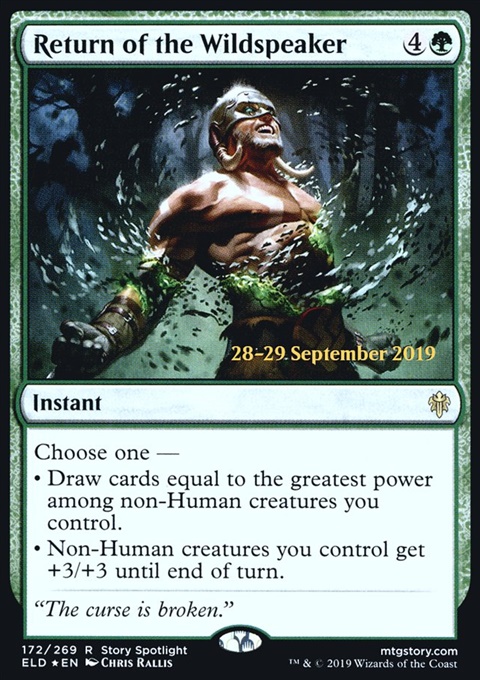 Return of the Wildspeaker 4
28–29 September 2019
Instant
Choose one —
• Draw cards equal to the greatest power
among non-Human creatures you
control.
• Non-Human creatures you control get
+3/+3 until end of turn.
“The curse is broken.”
172/269 R Story Spotlight mtgstory.com
ELD ★ EN Chris Rallis ™ & © 2019 Wizards of the Coast